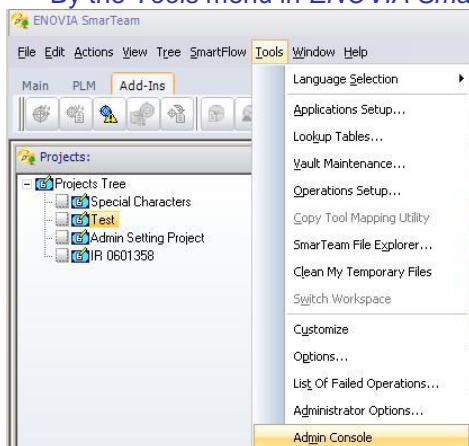 By the Tools menu in ENOVIA Smar
ENOVIA SmarTeam
File Edit Actions View Tree SmartFlow Tools Window Help
Main PLM Add-Ins
Projects:
Projects Tree
Special Characters
Test
Admin Setting Project
IR 0601358
Language Selection
Applications Setup...
Lookup Tables...
Vault Maintenance...
Operations Setup...
Copy Tool Mapping Utility
SmarTeam File Explorer...
Clean My Temporary Files
Switch Workspace
Customize
Options...
List Of Failed Operations...
Administrator Options...
Admin Console